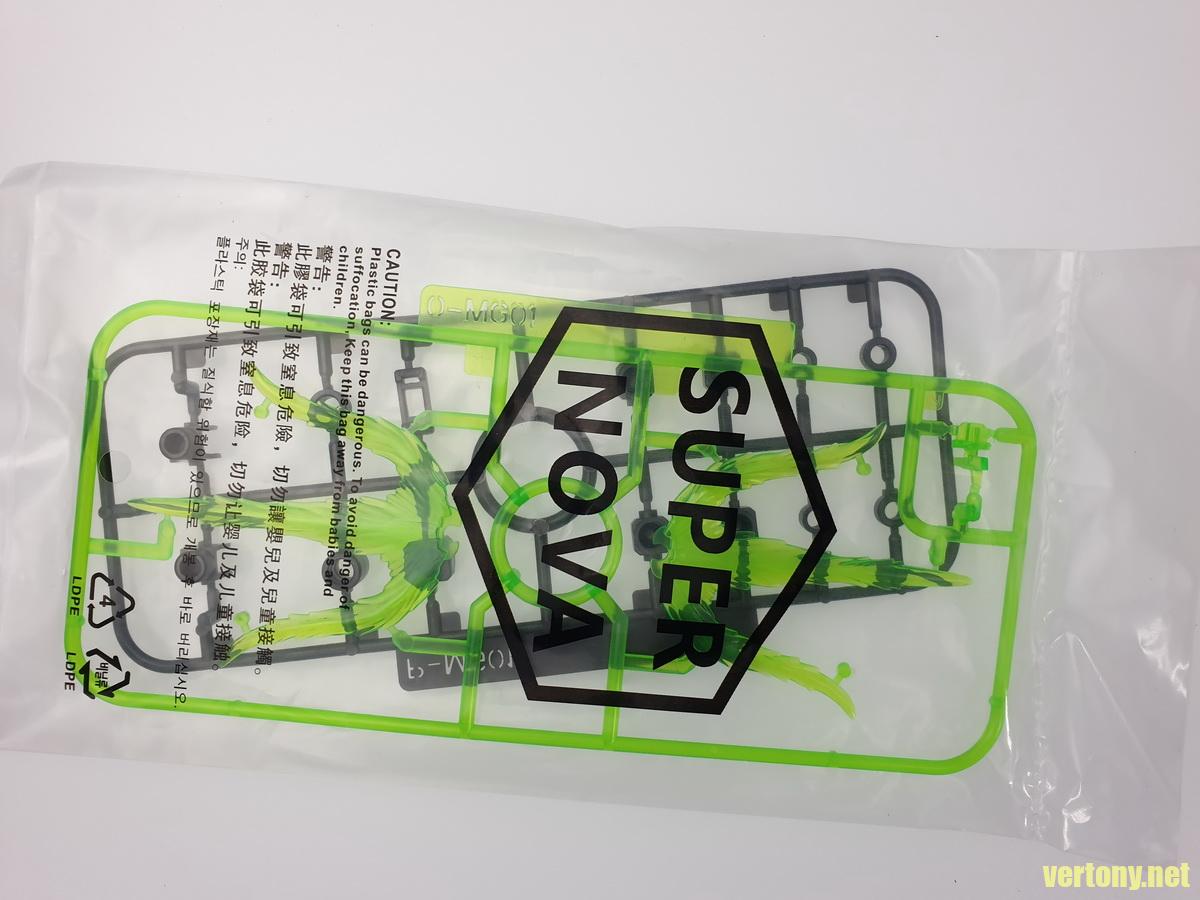 CAUTION:
Plastic bags can be dangerous. To avoid danger of
suffocation, Keep this bag away from babies and
children.
警告：
此膠袋可引致窒息危險，切勿讓嬰兒及兒童接觸。
警告：
此胶袋可引致窒息危险，切勿让婴儿及儿童接触。
주의:
플라스틱 포장재는 질식할 위험이 있으므로 개봉 후 바로 버리십시오.
SUPER
NOVA
4
LDPE
비닐류
LDPE
vertony.net